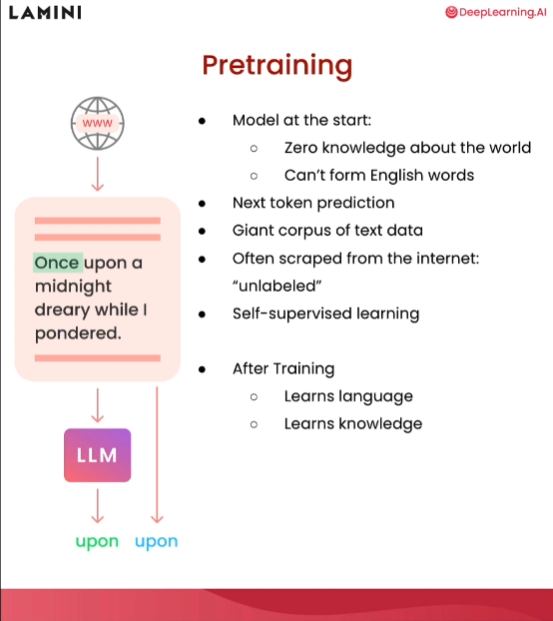 LAMINI
DeepLearning.AI
Pretraining
www
Once upon a
midnight
dreary while I
pondered.
LLM
upon upon
● Model at the start:
○ Zero knowledge about the world
○ Can't form English words
● Next token prediction
● Giant corpus of text data
● Often scraped from the internet:
“unlabeled”
● Self-supervised learning
● After Training
○ Learns language
○ Learns knowledge